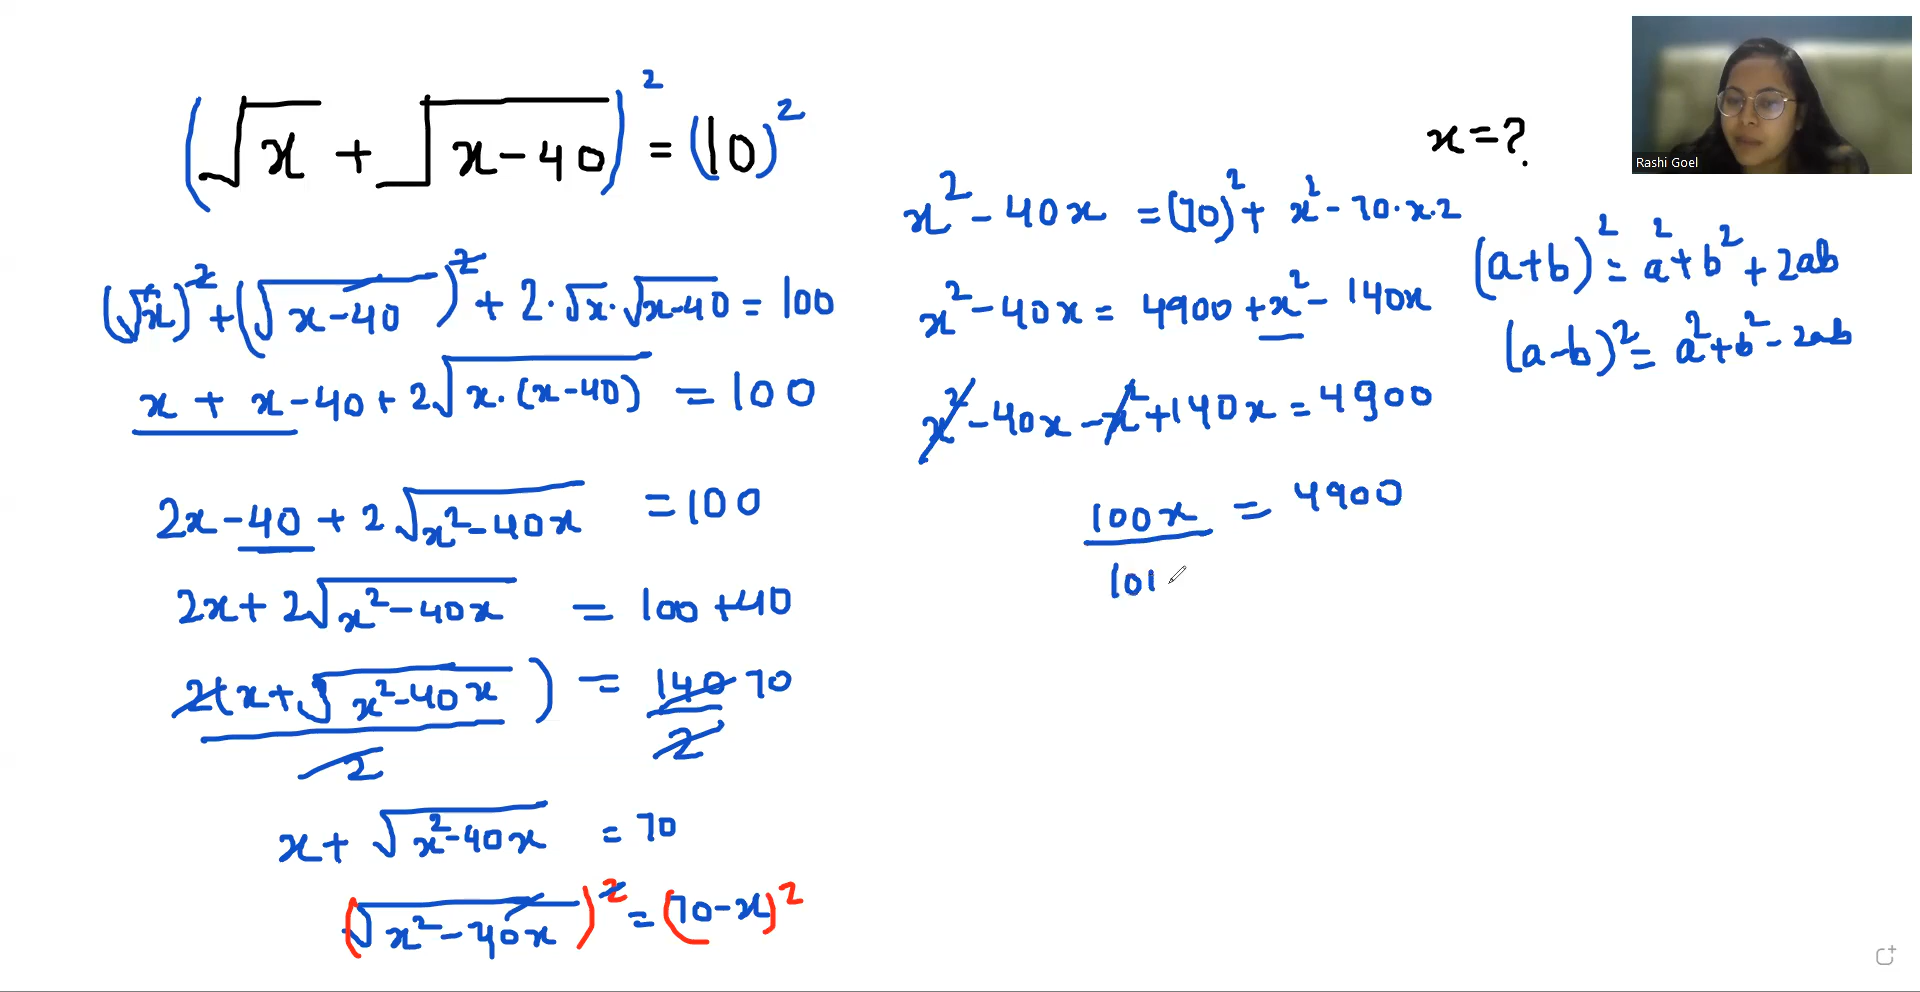 (√x + √(x-40))² = (10)²
(√x)² + (√(x-40))² + 2·√x·√(x-40) = 100
x + x - 40 + 2√(x·(x-40)) = 100
2x - 40 + 2√(x²-40x) = 100
2x + 2√(x²-40x) = 100 + 40
2(x + √(x²-40x)) = 140 70
2 2
x + √(x²-40x) = 70
(√(x²-40x))² = (70-x)²
x = ?
x² - 40x = (70)² + x² - 70·x·2
x² - 40x = 4900 + x² - 140x
x² - 40x - x² + 140x = 4900
100x = 4900
101
(a+b)² = a² + b² + 2ab
(a-b)² = a² + b² - 2ab
Rashi Goel